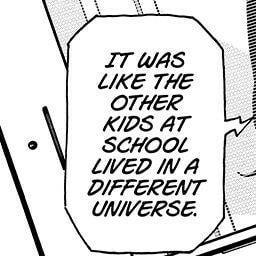 IT WAS
LIKE THE
OTHER
KIDS AT
SCHOOL
LIVED IN A
DIFFERENT
UNIVERSE.